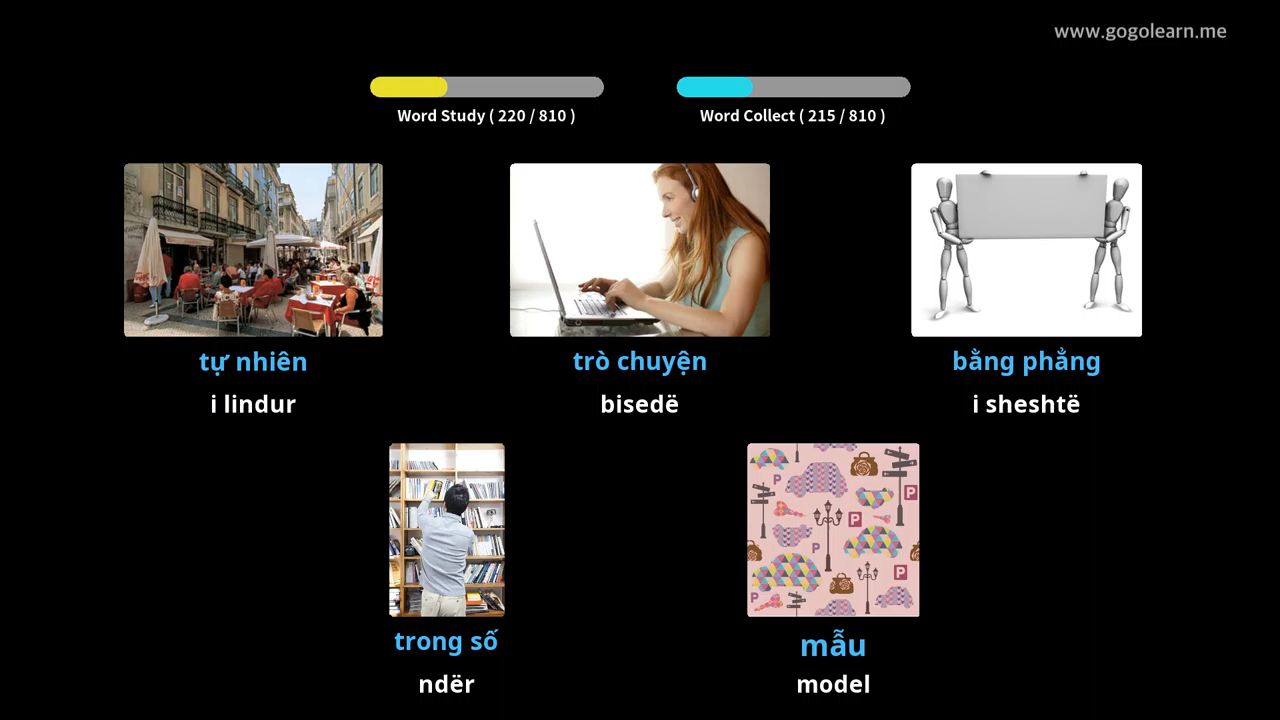 www.gogolearn.me
Word Study ( 220 / 810 )
Word Collect ( 215 / 810 )
tự nhiên
i lindur
trò chuyện
bisedë
bằng phẳng
i sheshtë
trong số
ndër
mẫu
model
P
P
P
P
P
P